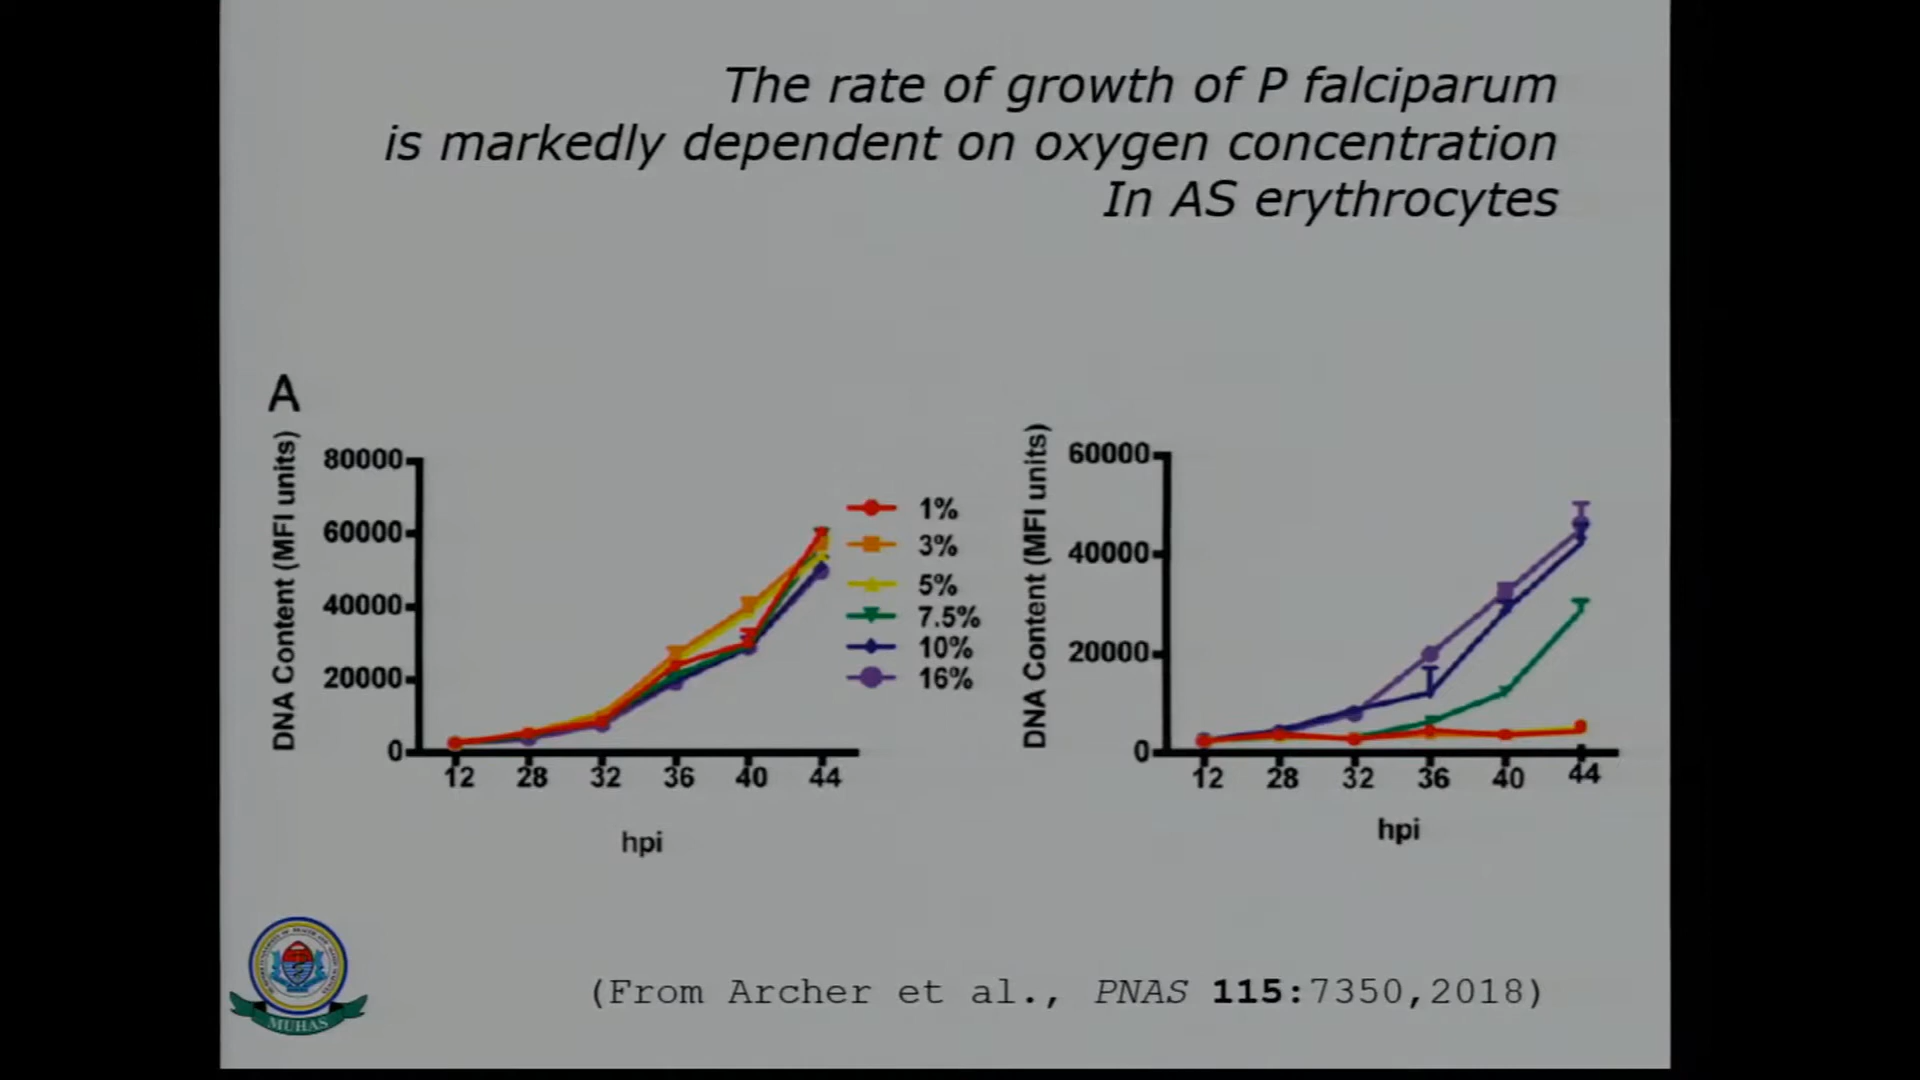 The rate of growth of P falciparum
is markedly dependent on oxygen concentration
In AS erythrocytes
A
DNA Content (MFI units)
80000
60000
40000
20000
0
12 28 32 36 40 44
hpi
1%
3%
5%
7.5%
10%
16%
DNA Content (MFI units)
60000
40000
20000
0
12 28 32 36 40 44
hpi
MUHAS
(From Archer et al., PNAS 115:7350,2018)